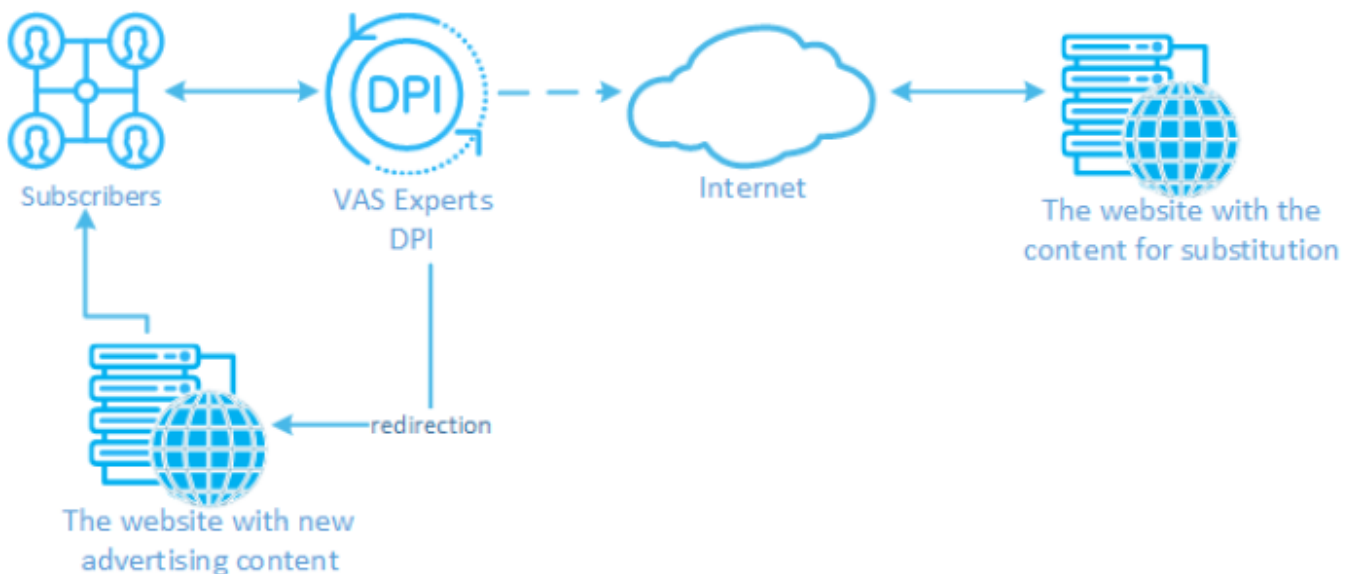 DPI
Subscribers
VAS Experts
DPI
Internet
The website with the
content for substitution
redirection
The website with new
advertising content